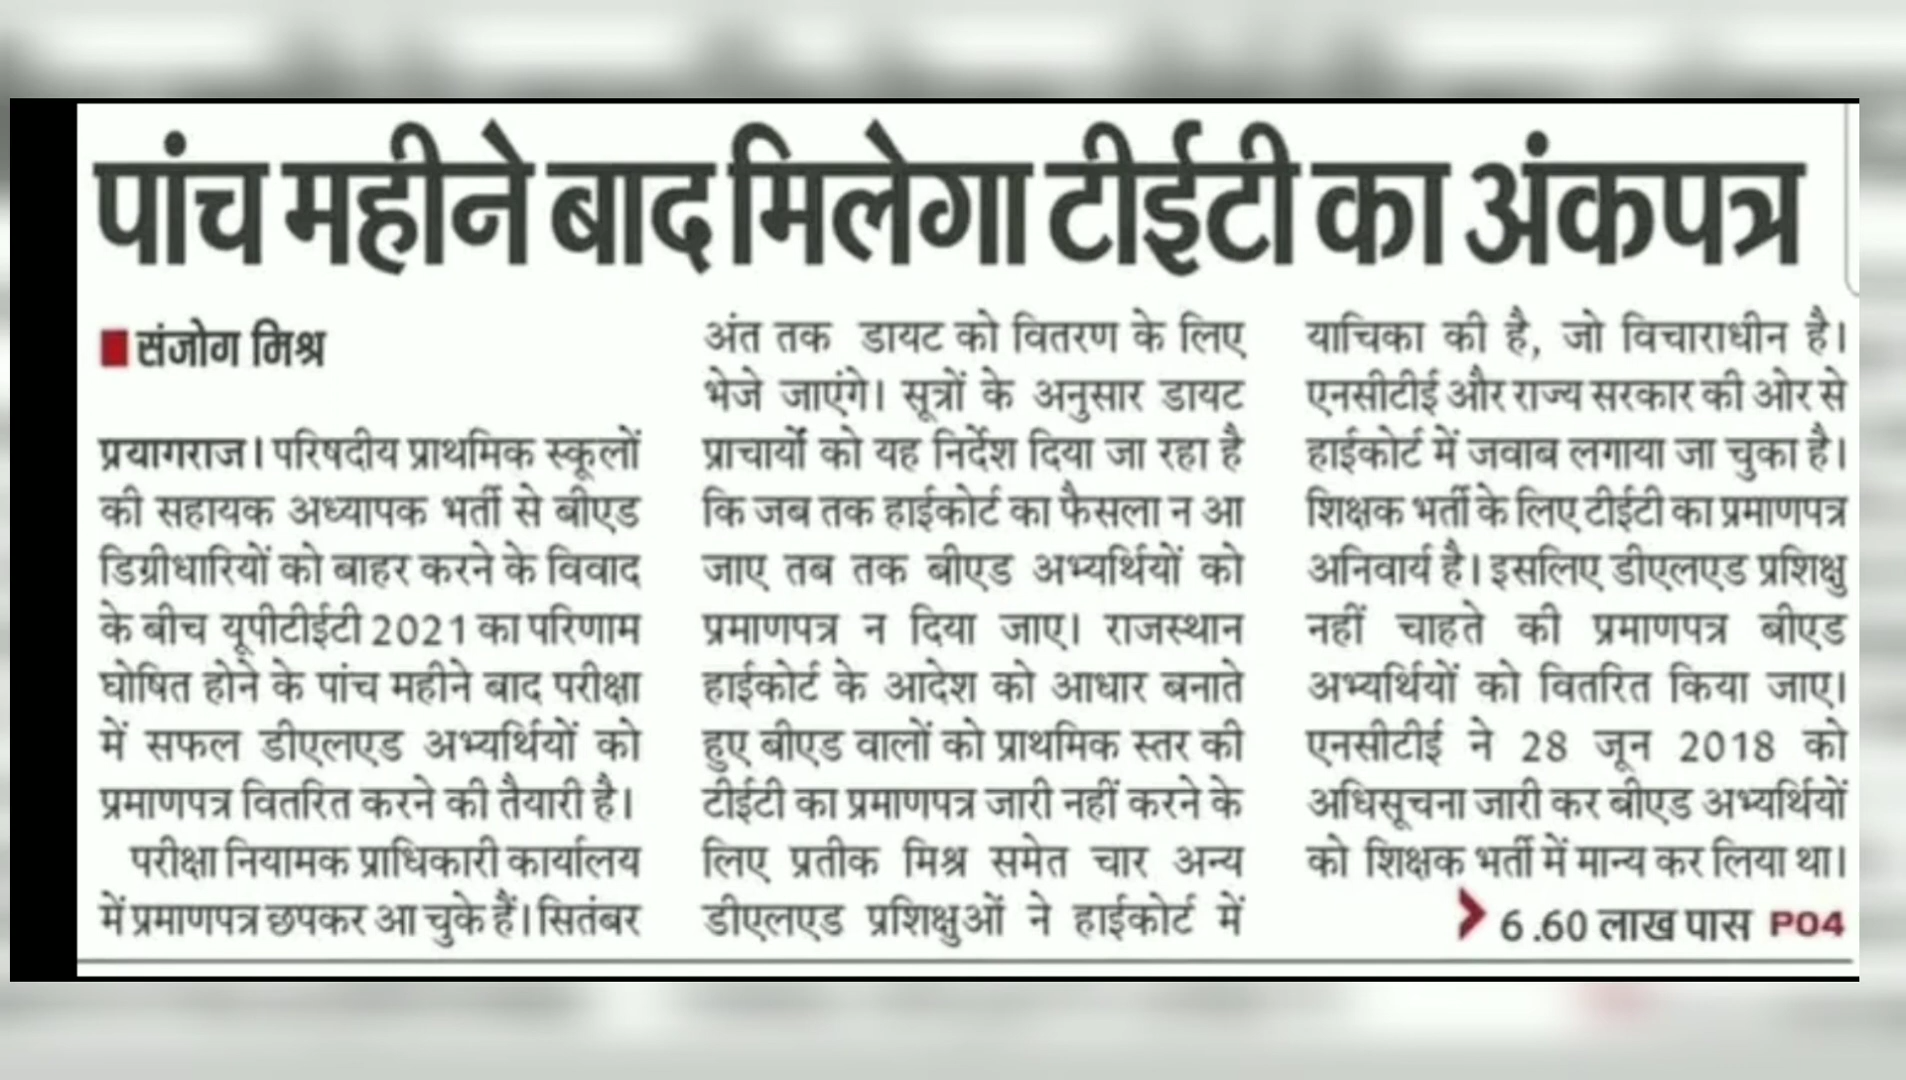 पांच महीने बाद मिलेगा टीईटी का अंकपत्र
संजोग मिश्र
प्रयागराज। परिषदीय प्राथमिक स्कूलों
की सहायक अध्यापक भर्ती से बीएड
डिग्रीधारियों को बाहर करने के विवाद
के बीच यूपीटीईटी 2021 का परिणाम
घोषित होने के पांच महीने बाद परीक्षा
में सफल डीएलएड अभ्यर्थियों को
प्रमाणपत्र वितरित करने की तैयारी है।
परीक्षा नियामक प्राधिकारी कार्यालय
में प्रमाणपत्र छपकर आ चुके हैं। सितंबर
अंत तक डायट को वितरण के लिए
भेजे जाएंगे। सूत्रों के अनुसार डायट
प्राचार्यों को यह निर्देश दिया जा रहा है
कि जब तक हाईकोर्ट का फैसला न आ
जाए तब तक बीएड अभ्यर्थियों को
प्रमाणपत्र न दिया जाए। राजस्थान
हाईकोर्ट के आदेश को आधार बनाते
हुए बीएड वालों को प्राथमिक स्तर की
टीईटी का प्रमाणपत्र जारी नहीं करने के
लिए प्रतीक मिश्र समेत चार अन्य
डीएलएड प्रशिक्षुओं ने हाईकोर्ट में
याचिका की है, जो विचाराधीन है।
एनसीटीई और राज्य सरकार की ओर से
हाईकोर्ट में जवाब लगाया जा चुका है।
शिक्षक भर्ती के लिए टीईटी का प्रमाणपत्र
अनिवार्य है। इसलिए डीएलएड प्रशिक्षु
नहीं चाहते की प्रमाणपत्र बीएड
अभ्यर्थियों को वितरित किया जाए।
एनसीटीई ने 28 जून 2018 को
अधिसूचना जारी कर बीएड अभ्यर्थियों
को शिक्षक भर्ती में मान्य कर लिया था।
6.60 लाख पास P04